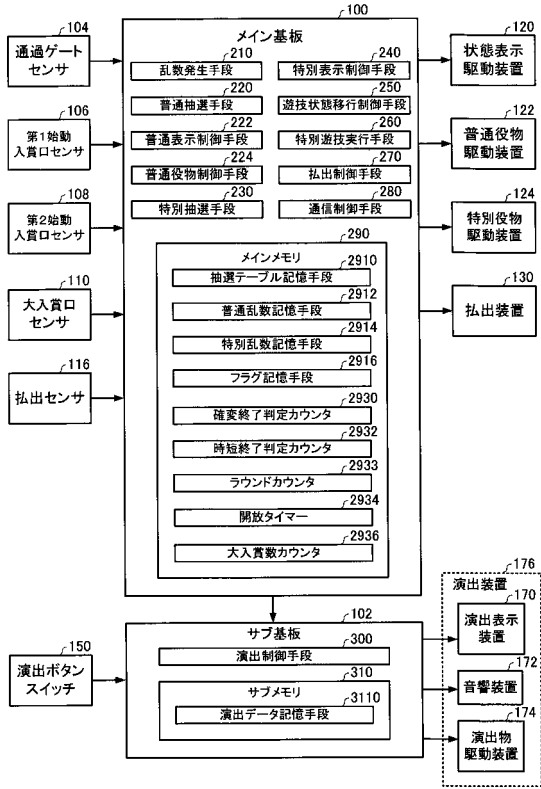 100
メイン基板
104
通過ゲート
センサ
106
第1始動
入賞口センサ
108
第2始動
入賞口センサ
110
大入賞口
センサ
116
払出センサ
210
乱数発生手段
220
普通抽選手段
222
普通表示制御手段
224
普通役物制御手段
230
特別抽選手段
240
特別表示制御手段
250
遊技状態移行制御手段
260
特別遊技実行手段
270
払出制御手段
280
通信制御手段
290
メインメモリ
2910
抽選テーブル記憶手段
2912
普通乱数記憶手段
2914
特別乱数記憶手段
2916
フラグ記憶手段
2930
確変終了判定カウンタ
2932
時短終了判定カウンタ
2933
ラウンドカウンタ
2934
開放タイマー
2936
大入賞数カウンタ
120
状態表示
駆動装置
122
普通役物
駆動装置
124
特別役物
駆動装置
130
払出装置
150
演出ボタン
スイッチ
102
サブ基板
300
演出制御手段
310
サブメモリ
3110
演出データ記憶手段
176
演出装置
170
演出表示
装置
172
音響装置
174
演出物
駆動装置